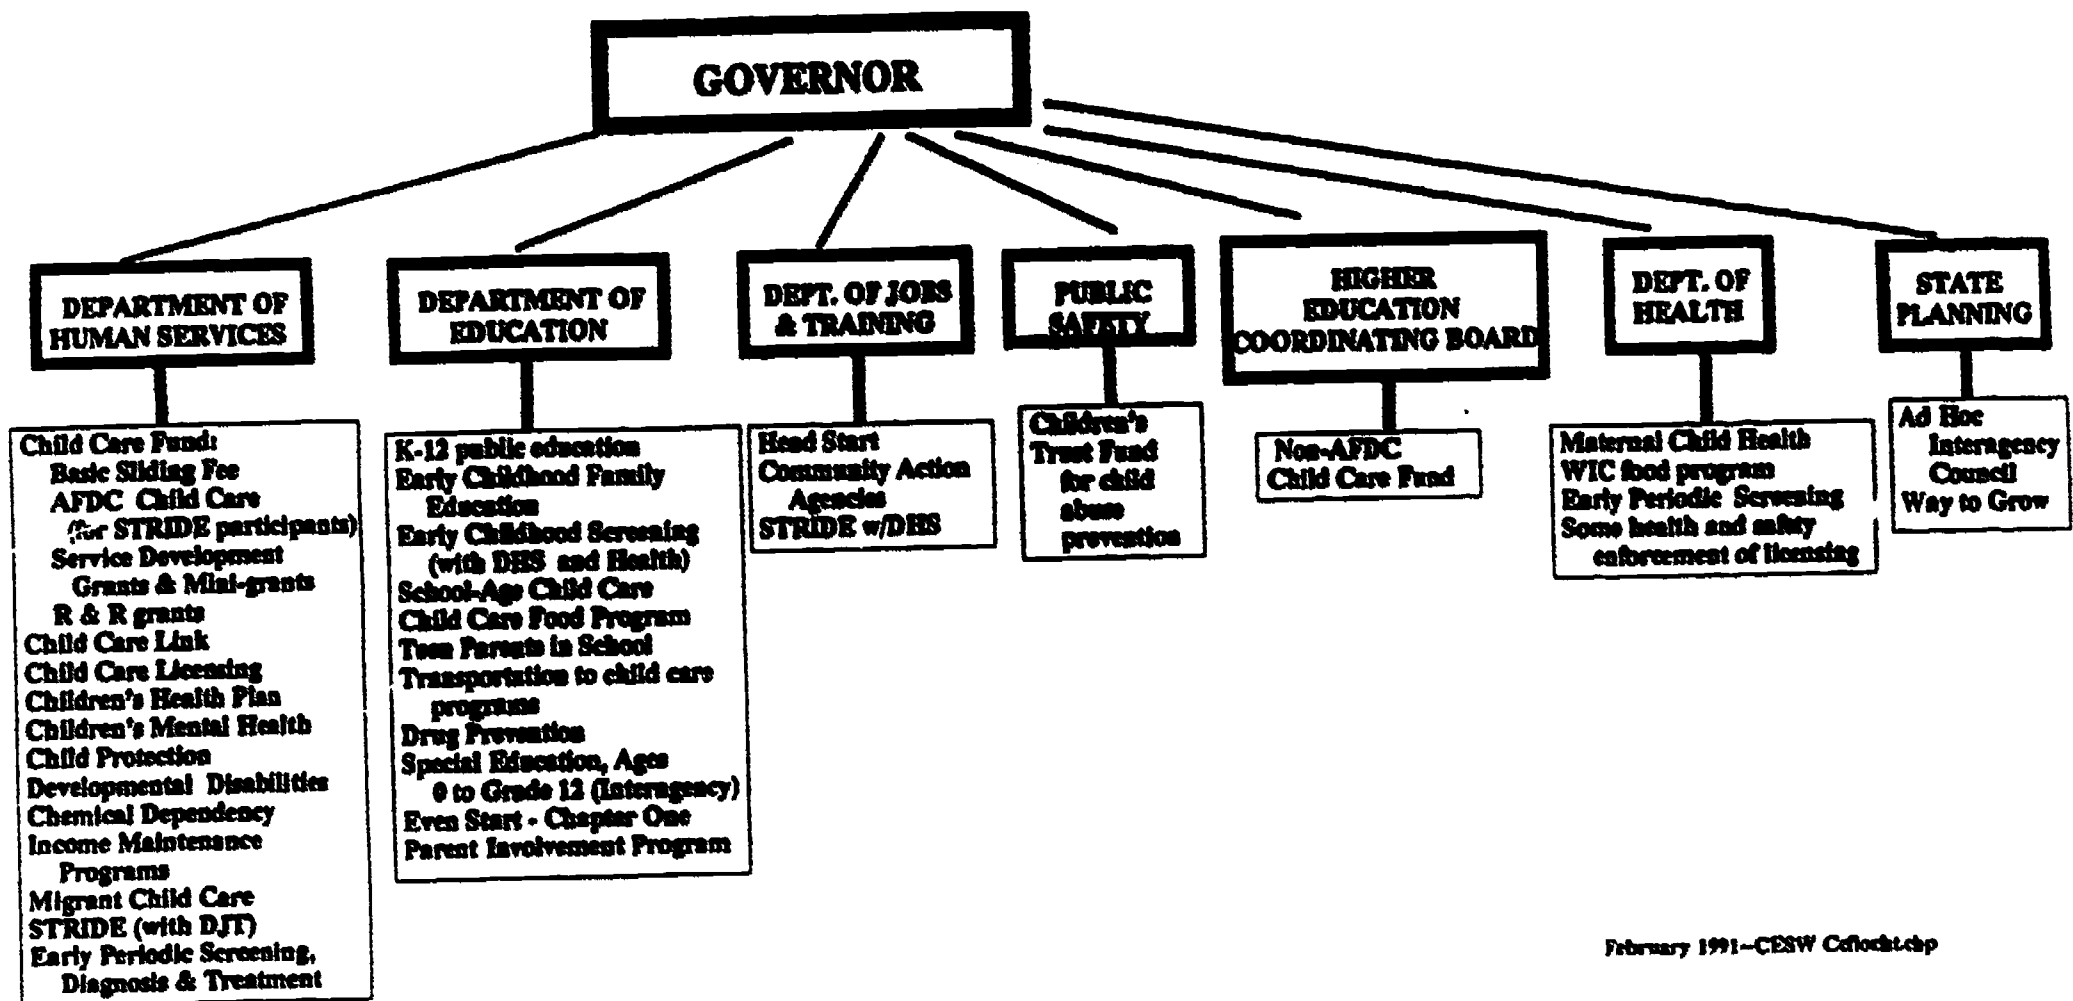 GOVERNOR
DEPARTMENT OF
HUMAN SERVICES
Child Care Fund:
Basic Sliding Fee
AFDC Child Care
(for STRIDE participants)
Service Development
Grants & Mini-grants
R & R grants
Child Care Link
Child Care Licensing
Children's Health Plan
Children's Mental Health
Child Protection
Developmental Disabilities
Chemical Dependency
Income Maintenance
Programs
Migrant Child Care
STRIDE (with DJT)
Early Periodic Screening,
Diagnosis & Treatment
DEPARTMENT OF
EDUCATION
K-12 public education
Early Childhood Family
Education
Early Childhood Screening
(with DHS and Health)
School-Age Child Care
Child Care Food Program
Teen Parents in School
Transportation to child care
programs
Drug Prevention
Special Education, Ages
0 to Grade 12 (Interagency)
Even Start - Chapter One
Parent Involvement Program
DEPT. OF JOBS
& TRAINING
Head Start
Community Action
Agencies
STRIDE w/DHS
PUBLIC
SAFETY
Children's
Trust Fund
for child
abuse
prevention
HIGHER
EDUCATION
COORDINATING BOARD
Non-AFDC
Child Care Fund
DEPT. OF
HEALTH
Maternal Child Health
WIC food program
Early Periodic Screening
Some health and safety
enforcement of licensing
STATE
PLANNING
Ad Hoc
Interagency
Council
Way to Grow
February 1991--CESW